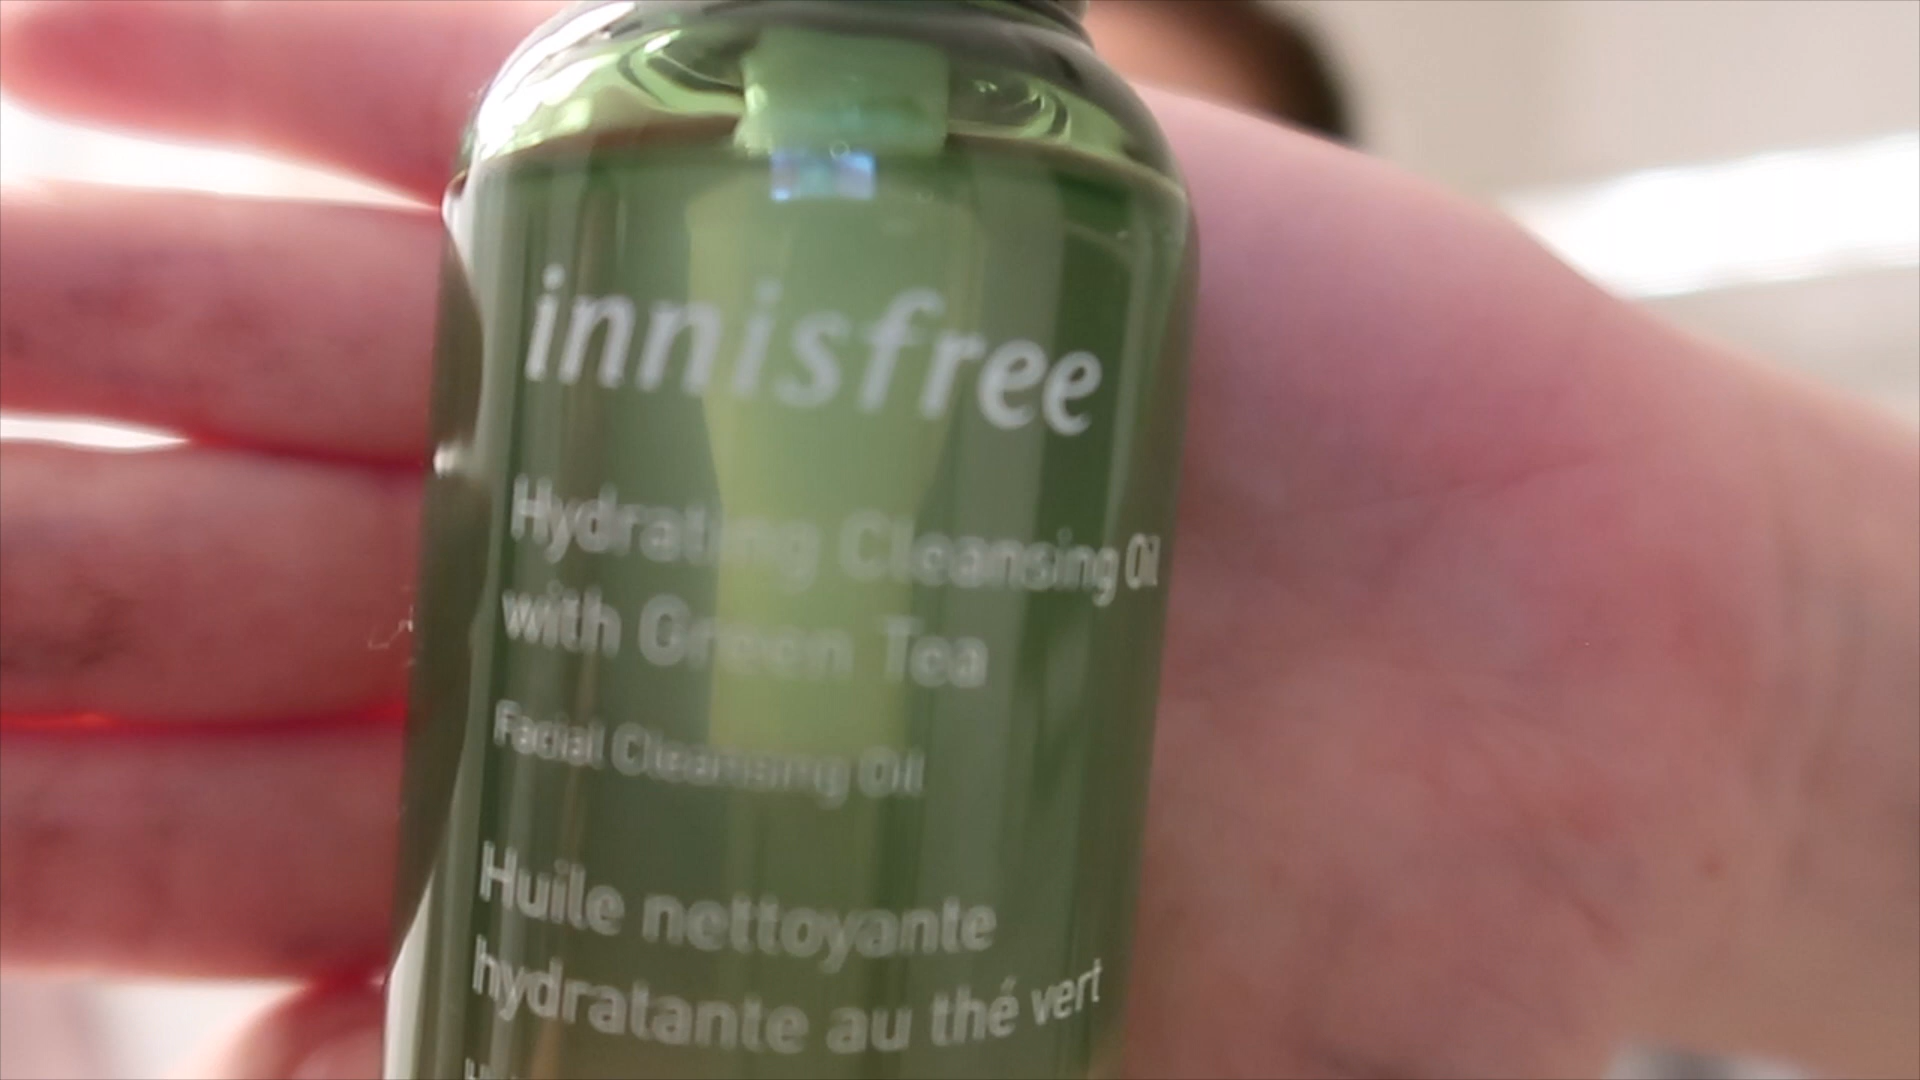 innisfree
Hydrating Cleansing Oil
with Green Tea
Facial Cleansing Oil
Huile nettoyante
hydratante au thé vert